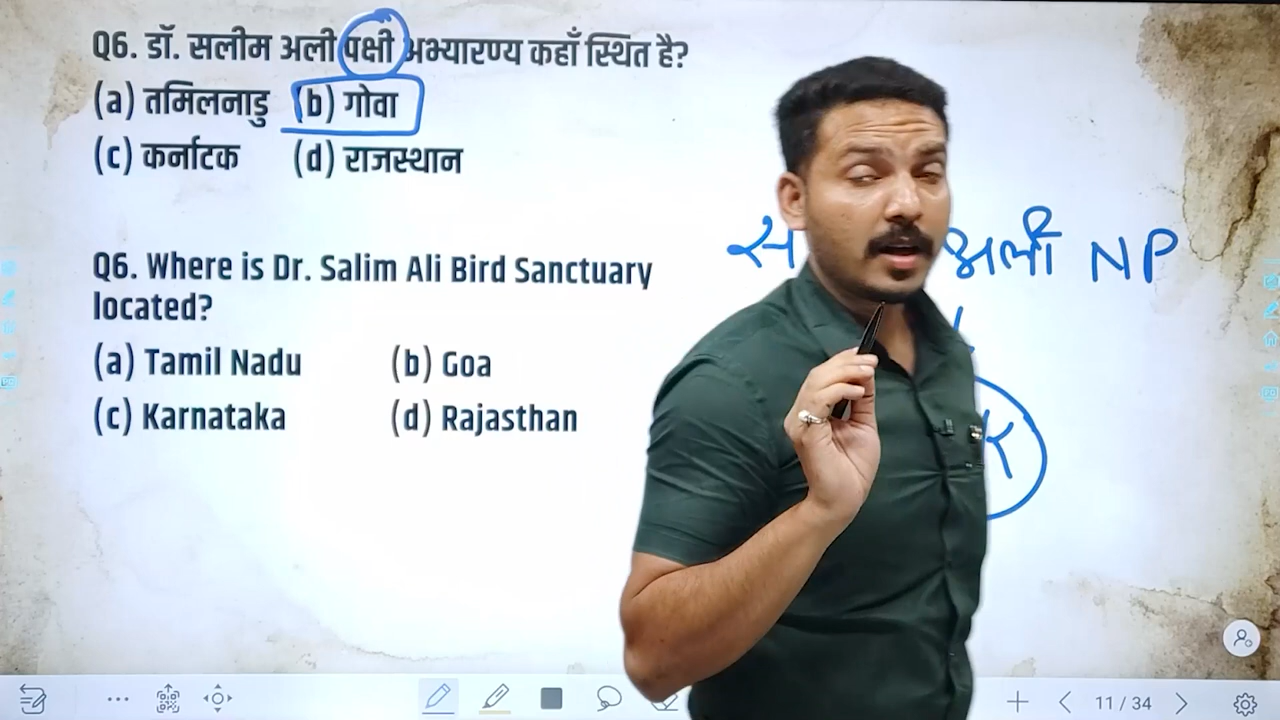 Q6. डॉ. सलीम अली पक्षी अभ्यारण्य कहाँ स्थित है?
(a) तमिलनाडु (b) गोवा
(c) कर्नाटक (d) राजस्थान
अली NP
Q6. Where is Dr. Salim Ali Bird Sanctuary
located?
(a) Tamil Nadu (b) Goa
(c) Karnataka (d) Rajasthan
11 / 34